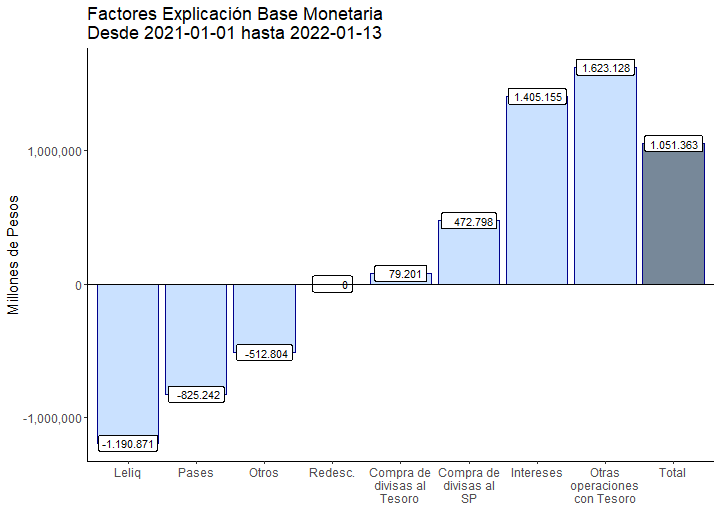 Factores Explicación Base Monetaria
Desde 2021-01-01 hasta 2022-01-13
Millones de Pesos
1,000,000
0
-1,000,000
-1.190.871
-825.242
-512.804
0
79.201
472.798
1.405.155
1.623.128
1.051.363
Leliq
Pases
Otros
Redesc.
Compra de
divisas al
Tesoro
Compra de
divisas al
SP
Intereses
Otras
operaciones
con Tesoro
Total